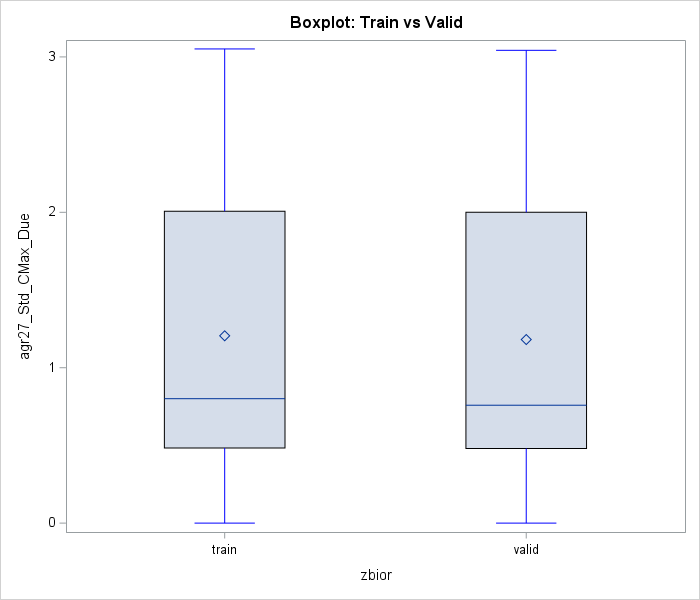 Boxplot: Train vs Valid
3
2
1
0
agr27_Std_CMax_Due
train
valid
zbior